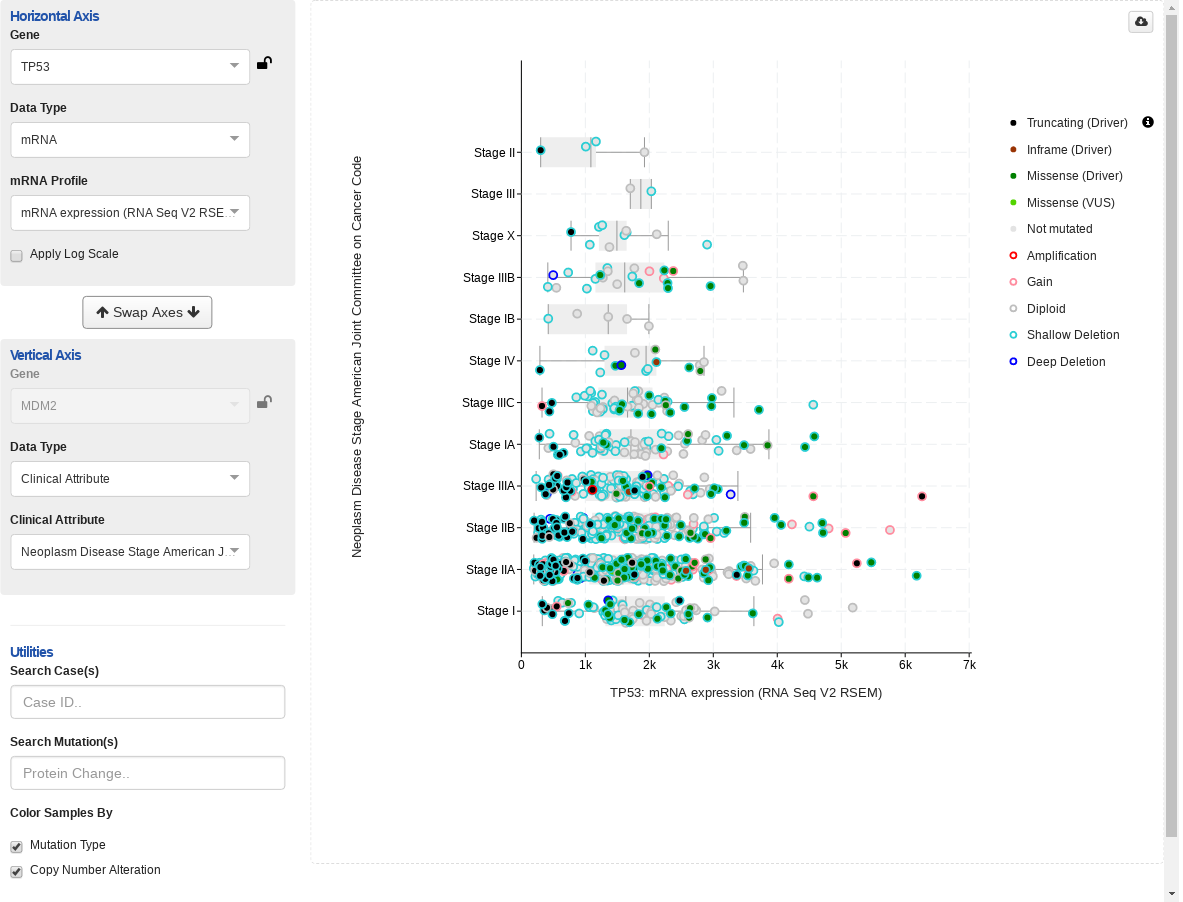 Horizontal Axis
Gene
TP53
Data Type
mRNA
mRNA Profile
mRNA expression (RNA Seq V2 RSE…
Apply Log Scale
Swap Axes
Vertical Axis
Gene
MDM2
Data Type
Clinical Attribute
Clinical Attribute
Neoplasm Disease Stage American J…
Utilities
Search Case(s)
Case ID..
Search Mutation(s)
Protein Change..
Color Samples By
Mutation Type
Copy Number Alteration
Neoplasm Disease Stage American Joint Committee on Cancer Code
Stage II
Stage III
Stage X
Stage IIIB
Stage IB
Stage IV
Stage IIIC
Stage IA
Stage IIIA
Stage IIB
Stage IIA
Stage I
0 1k 2k 3k 4k 5k 6k 7k
TP53: mRNA expression (RNA Seq V2 RSEM)
Truncating (Driver)
Inframe (Driver)
Missense (Driver)
Missense (VUS)
Not mutated
Amplification
Gain
Diploid
Shallow Deletion
Deep Deletion